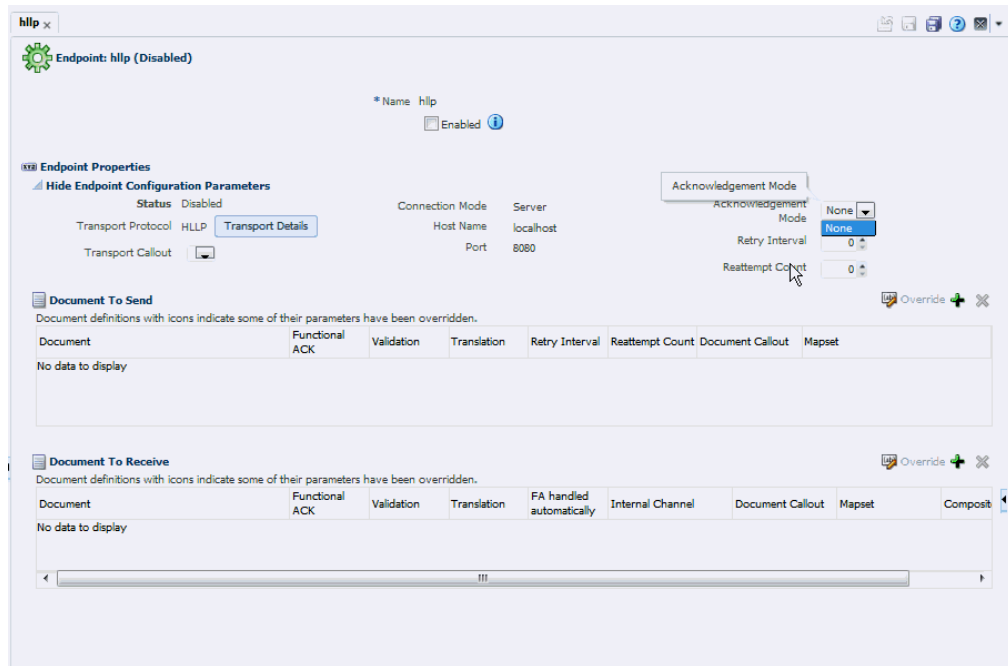 hllp
Endpoint: hllp (Disabled)
* Name hllp
Enabled
Endpoint Properties
Hide Endpoint Configuration Parameters
Status Disabled
Transport Protocol HLLP Transport Details
Transport Callout
Connection Mode Server
Host Name localhost
Port 8080
Acknowledgement Mode
Acknowledgement Mode None
None
Retry Interval 0
Reattempt Count 0
Document To Send
Override
Document definitions with icons indicate some of their parameters have been overridden.
Document Functional ACK Validation Translation Retry Interval Reattempt Count Document Callout Mapset
No data to display
Document To Receive
Override
Document definitions with icons indicate some of their parameters have been overridden.
Document Functional ACK Validation Translation FA handled automatically Internal Channel Document Callout Mapset Composit
No data to display